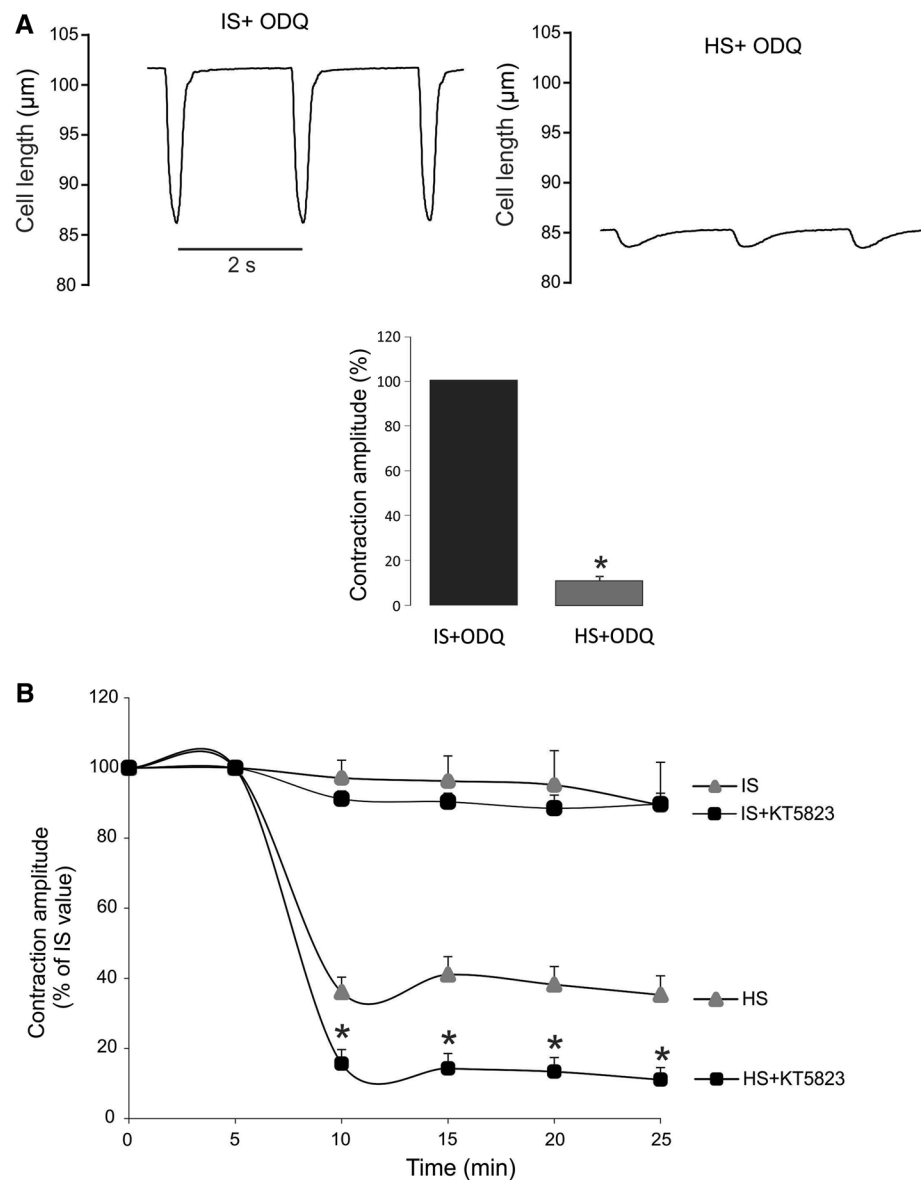 A
IS+ ODQ
HS+ ODQ
Cell length (µm)
105
100
95
90
85
80
2 s
Cell length (µm)
105
100
95
90
85
80
Contraction amplitude (%)
120
100
80
60
40
20
0
*
IS+ODQ
HS+ODQ
B
Contraction amplitude
(% of IS value)
120
100
80
60
40
20
0
IS
IS+KT5823
HS
HS+KT5823
* * * *
0 5 10 15 20 25
Time (min)